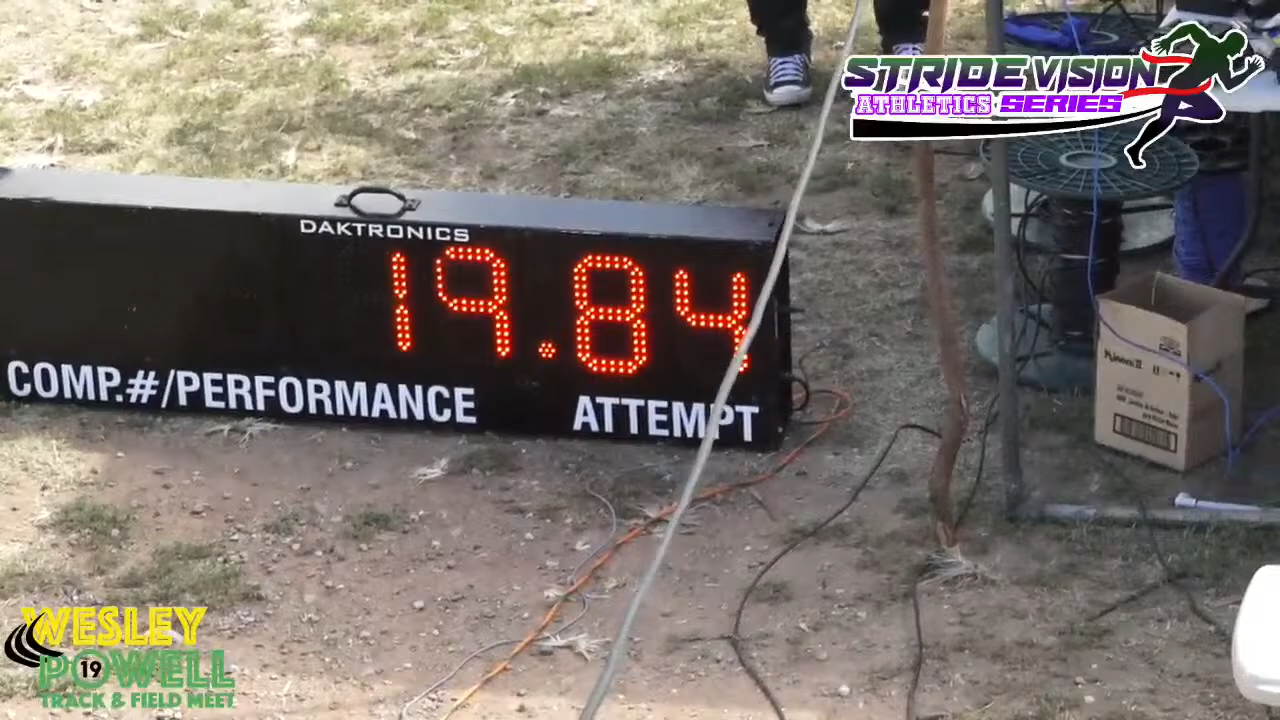 STRIDEVISION
ATHLETICS SERIES
DAKTRONICS
19.84
COMP.#/PERFORMANCE
ATTEMPT
WESLEY
POWELL
19
TRACK & FIELD MEET